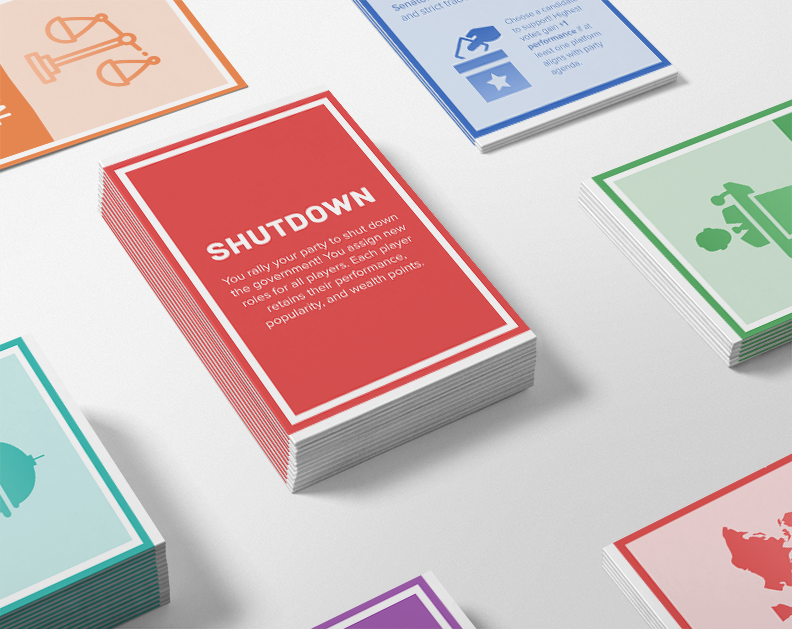 Senato
and strict trac
Choose a candidate
to support! Highest
votes gain +1
performance if at
least one platform
aligns with party
agenda.
SHUTDOWN
You rally your party to shut down
the government! You assign new
roles for all players. Each player
retains their performance,
popularity, and wealth points.